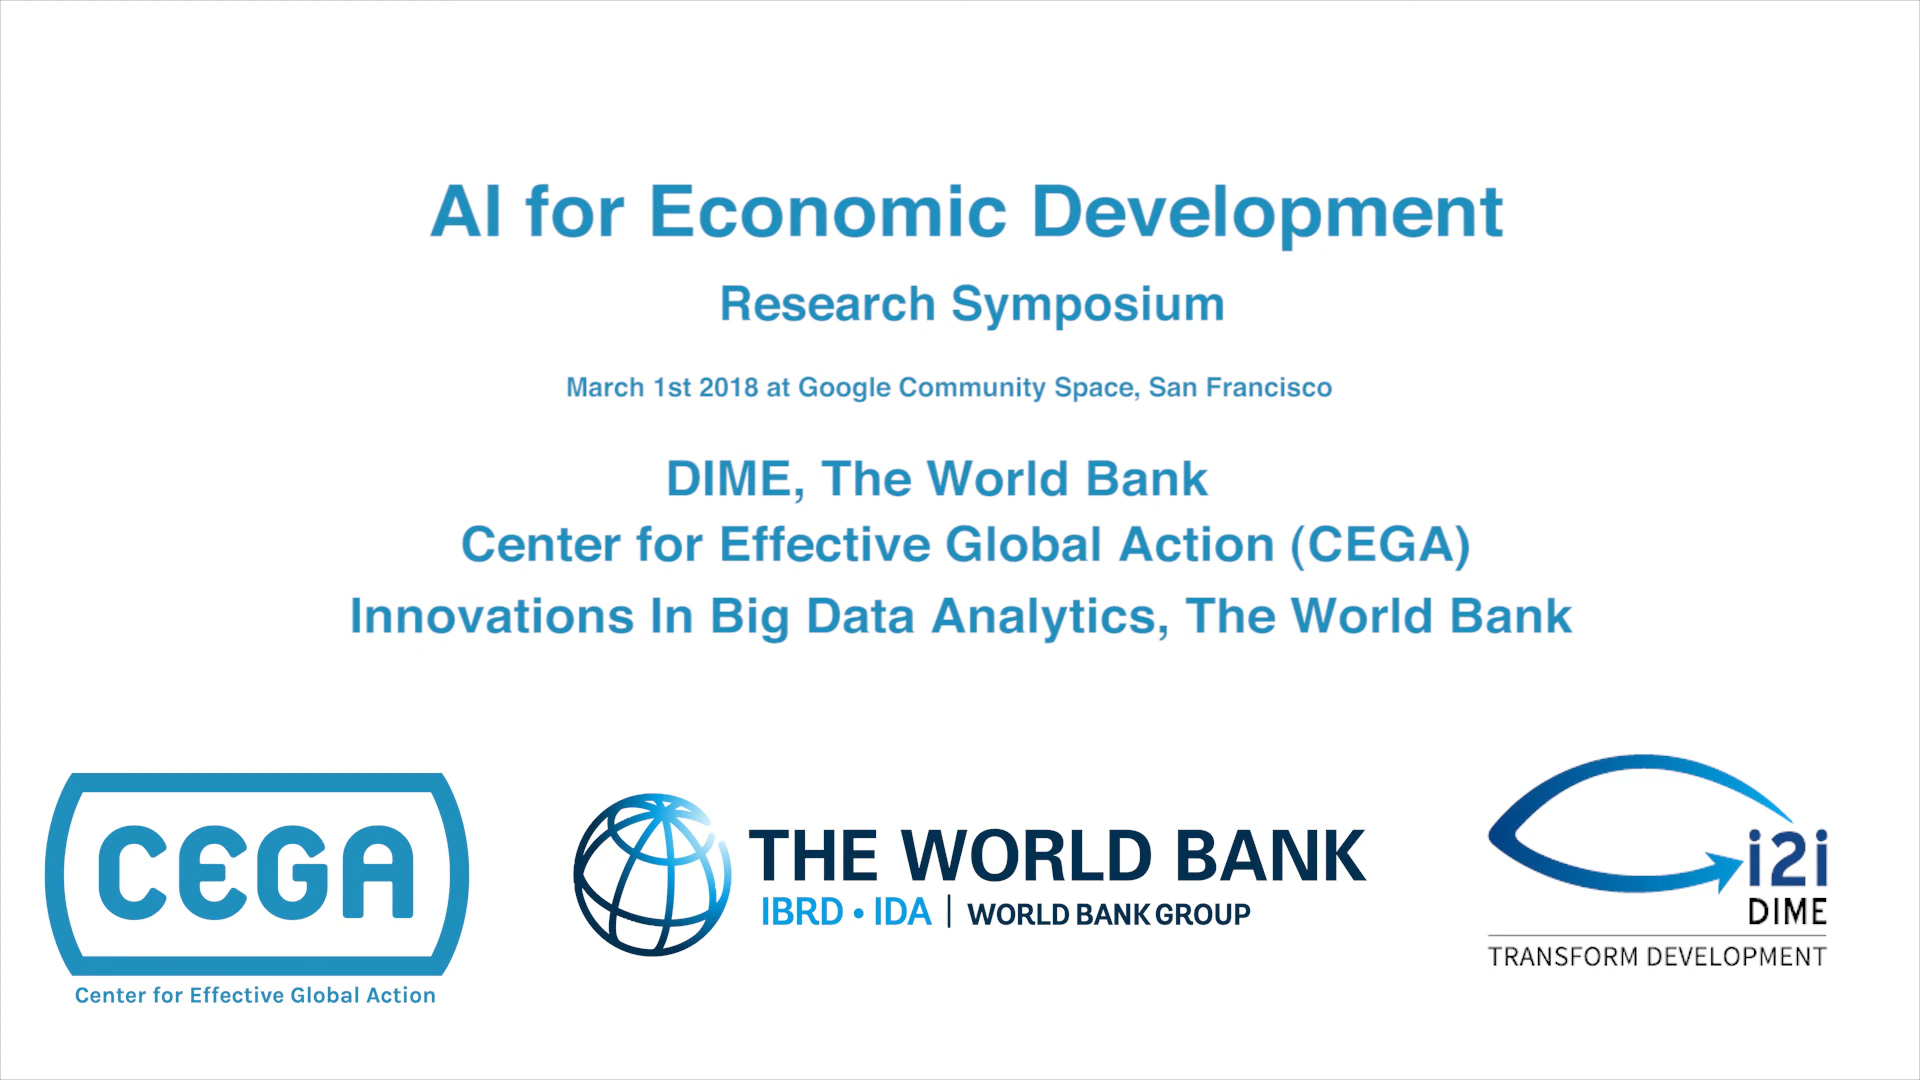 AI for Economic Development
Research Symposium
March 1st 2018 at Google Community Space, San Francisco
DIME, The World Bank
Center for Effective Global Action (CEGA)
Innovations In Big Data Analytics, The World Bank
CEGA
Center for Effective Global Action
THE WORLD BANK
IBRD • IDA | WORLD BANK GROUP
i2i
DIME
TRANSFORM DEVELOPMENT